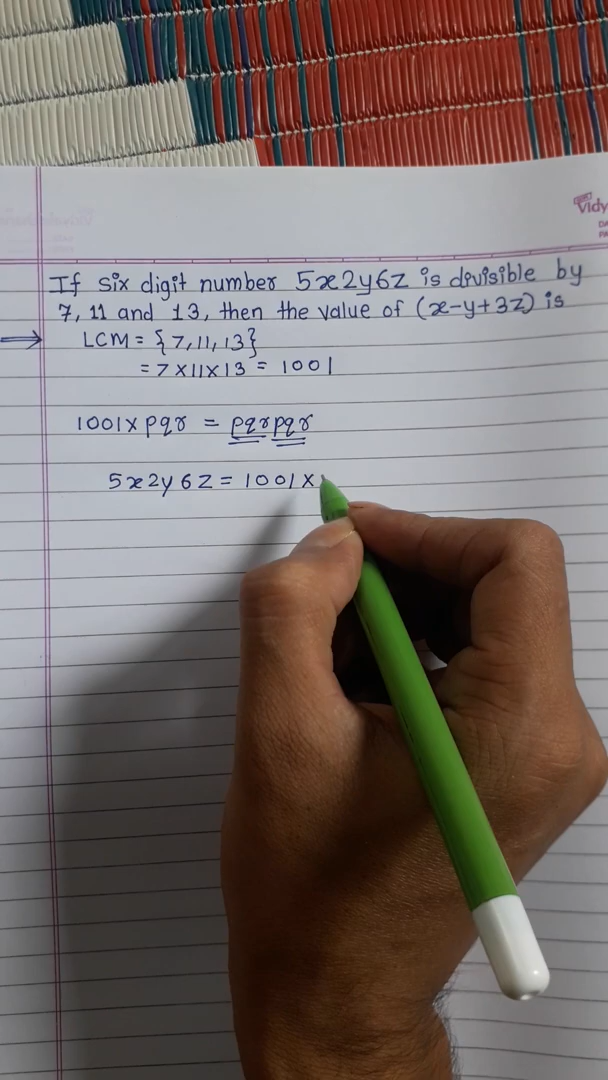 Vidy
If six digit number 5x2y6z is divisible by
7, 11 and 13, then the value of (x-y+3z) is
⇒ LCM = {7, 11, 13}
= 7 X 11 X 13 = 1001
1001 X pqr = pqrpqr
5x2y6z = 1001 X